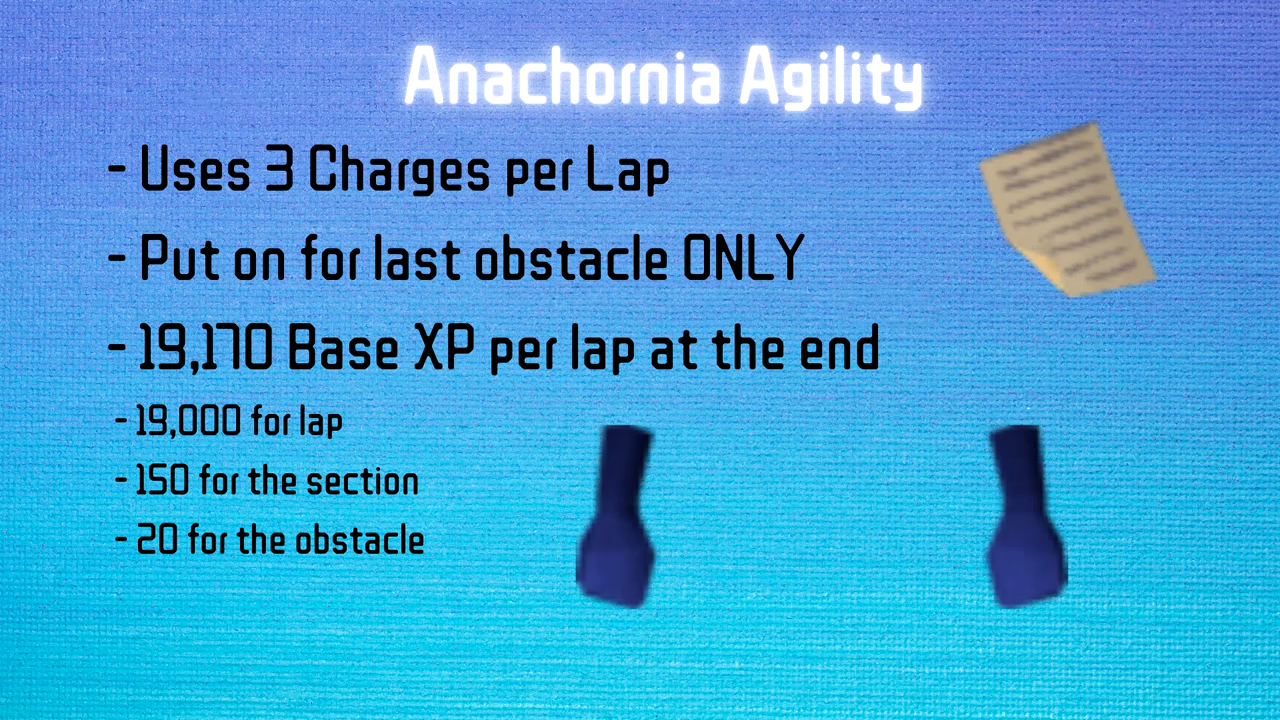 Anachornia Agility
- Uses 3 Charges per Lap
- Put on for last obstacle ONLY
- 19,170 Base XP per lap at the end
- 19,000 for lap
- 150 for the section
- 20 for the obstacle